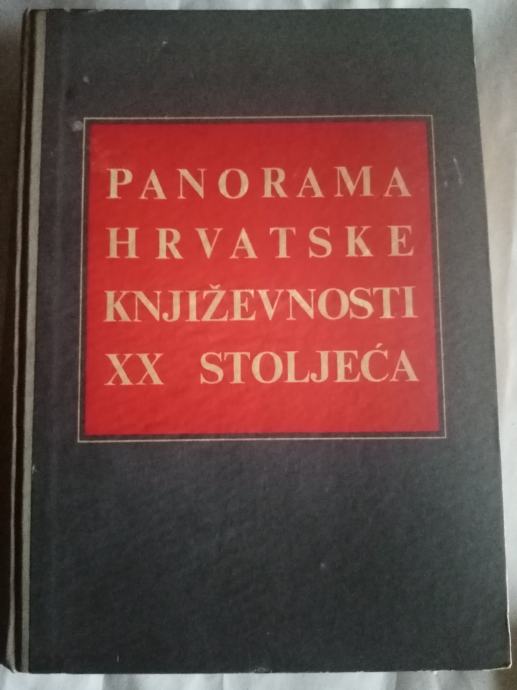 PANORAMA
HRVATSKE
KNJIŽEVNOSTI
XX STOLJEĆA